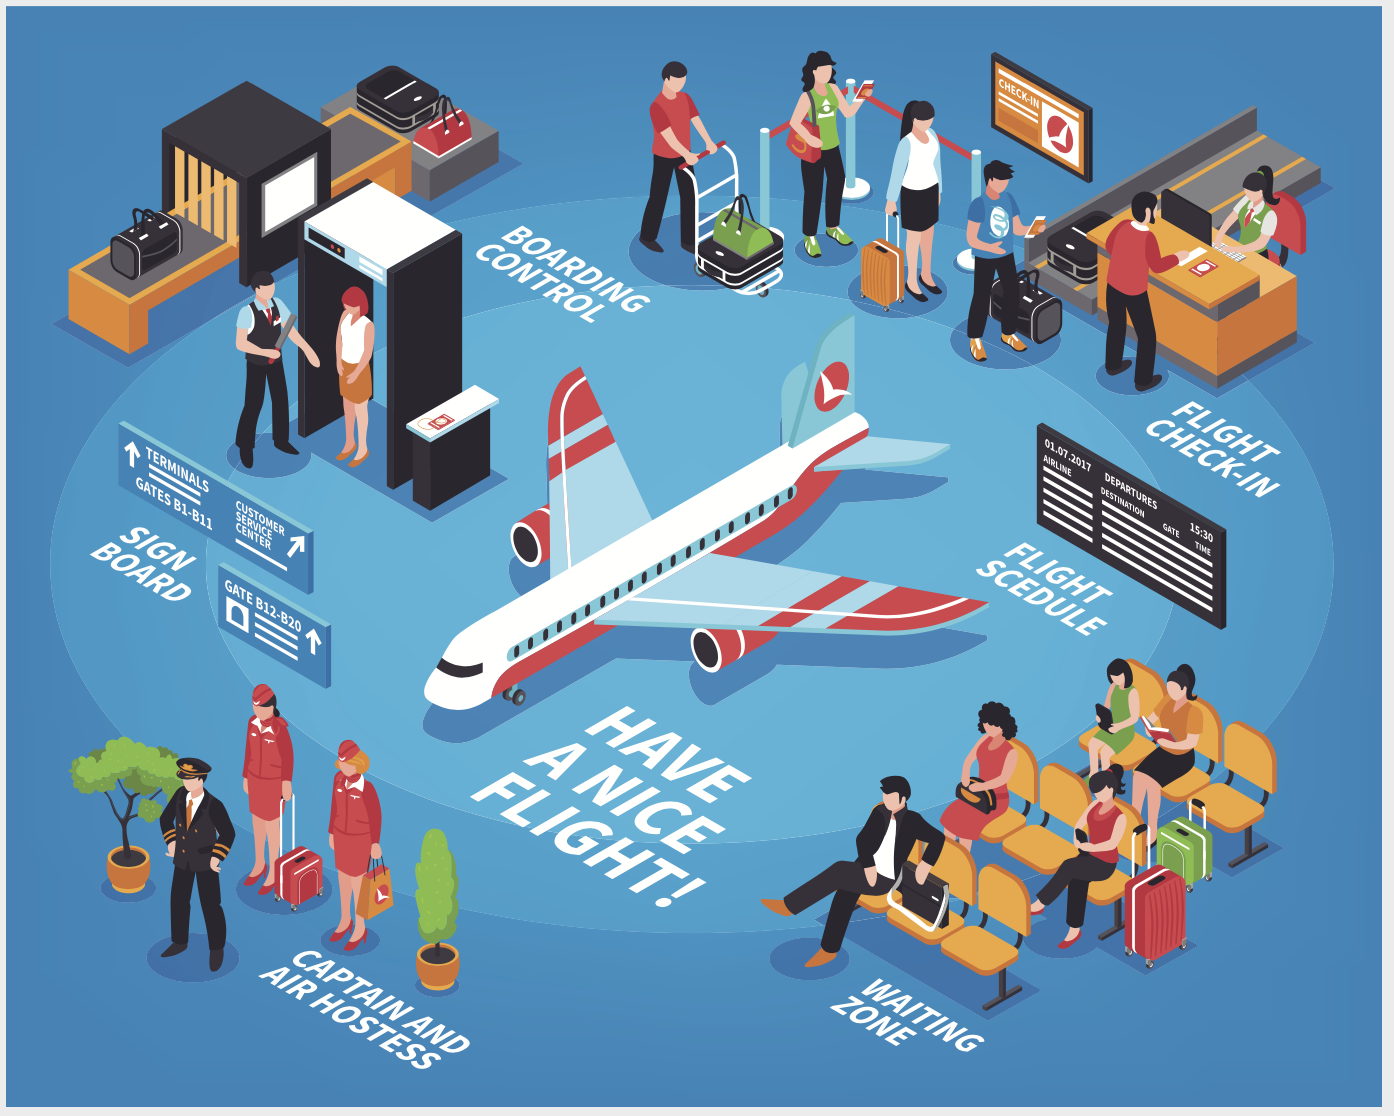 CHECK-IN
BOARDING
CONTROL
FLIGHT
CHECK-IN
TERMINALS
GATES B1-B11
CUSTOMER
SERVICE
CENTER
SIGN
BOARD
GATE B12-B20
01.07.2017
DEPARTURES
15:30
AIRLINE
DESTINATION
GATE
TIME
FLIGHT
SCEDULE
HAVE
A NICE
FLIGHT!
CAPTAIN AND
AIR HOSTESS
WAITING
ZONE